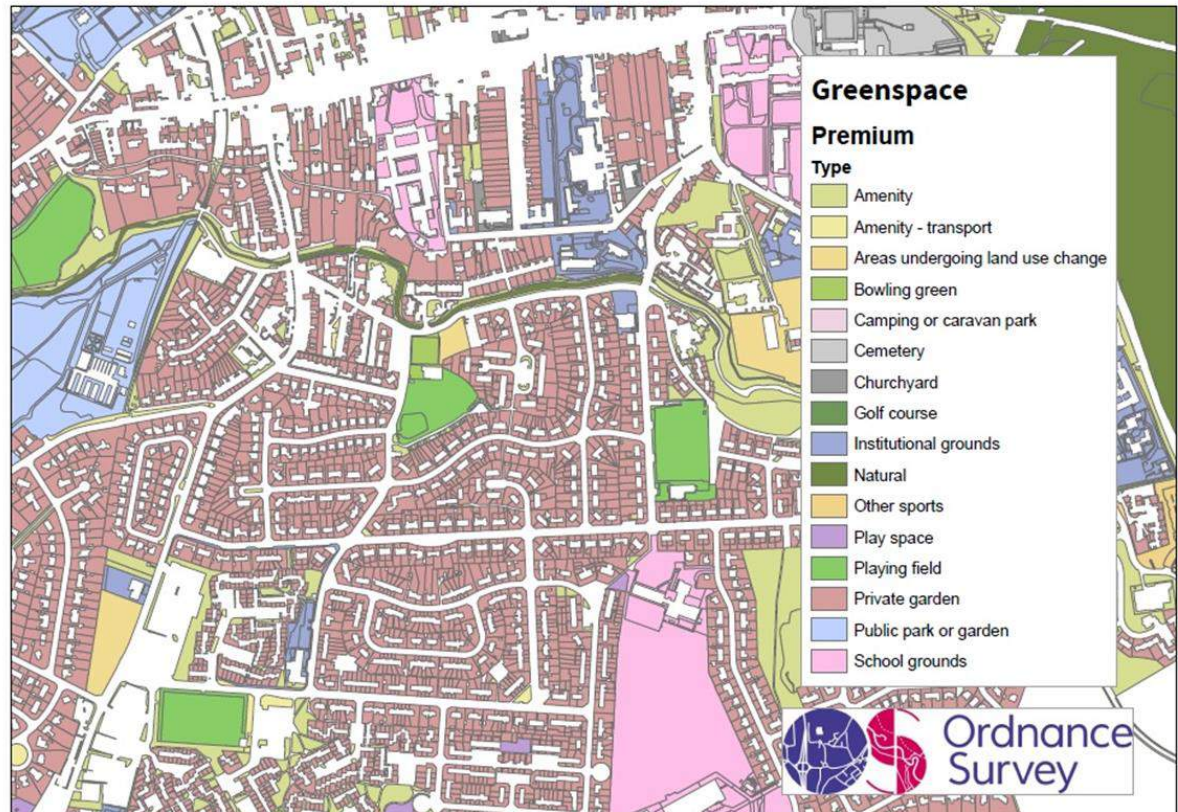 Greenspace
Premium
Type
Amenity
Amenity - transport
Areas undergoing land use change
Bowling green
Camping or caravan park
Cemetery
Churchyard
Golf course
Institutional grounds
Natural
Other sports
Play space
Playing field
Private garden
Public park or garden
School grounds
Ordnance
Survey